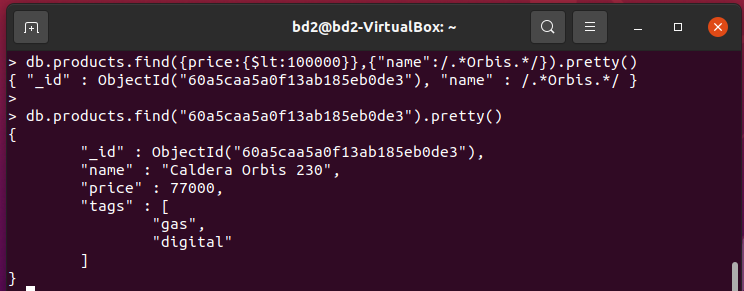 bd2@bd2-VirtualBox: ~
> db.products.find({price:{$lt:100000}},{"name":/.*Orbis.*/}).pretty()
{ "_id" : ObjectId("60a5caa5a0f13ab185eb0de3"), "name" : /.*Orbis.*/ }
>
> db.products.find("60a5caa5a0f13ab185eb0de3").pretty()
{
        "_id" : ObjectId("60a5caa5a0f13ab185eb0de3"),
        "name" : "Caldera Orbis 230",
        "price" : 77000,
        "tags" : [
                "gas",
                "digital"
        ]
}